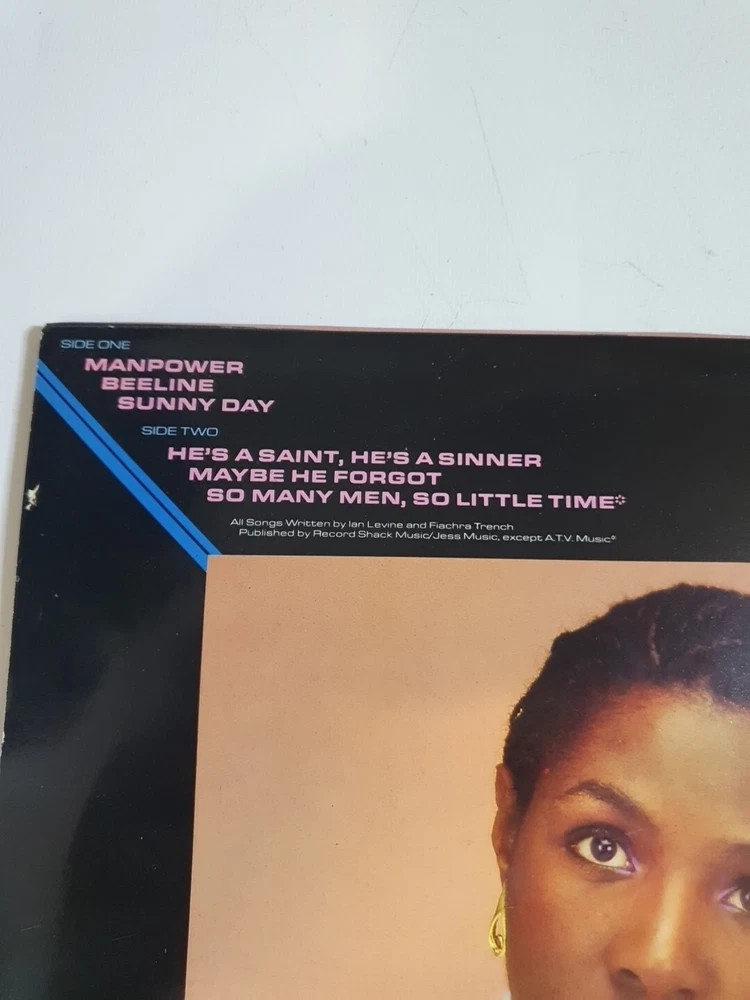 SIDE ONE
MANPOWER
BEELINE
SUNNY DAY
SIDE TWO
HE'S A SAINT, HE'S A SINNER
MAYBE HE FORGOT
SO MANY MEN, SO LITTLE TIME*
All Songs Written by Ian Levine and Fiachra Trench
Published by Record Shack Music/Jess Music, except A.T.V. Music*